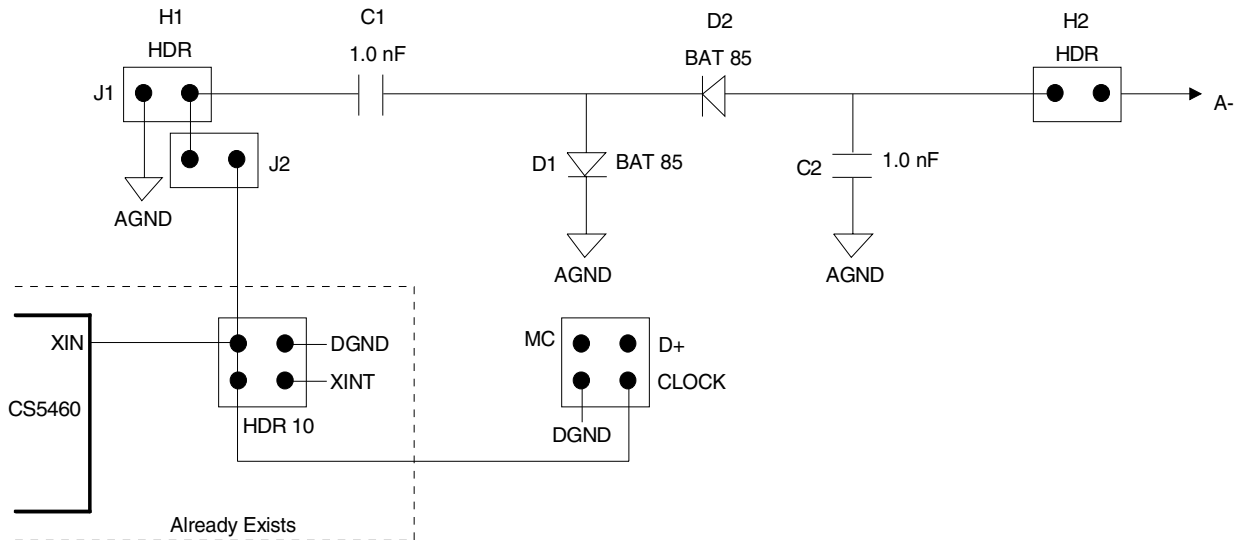 H1
C1
D2
H2
HDR
1.0 nF
BAT 85
HDR
J1
A-
J2
D1
BAT 85
C2
1.0 nF
AGND
AGND
AGND
XIN
DGND
MC
D+
XINT
CLOCK
CS5460
HDR 10
DGND
Already Exists